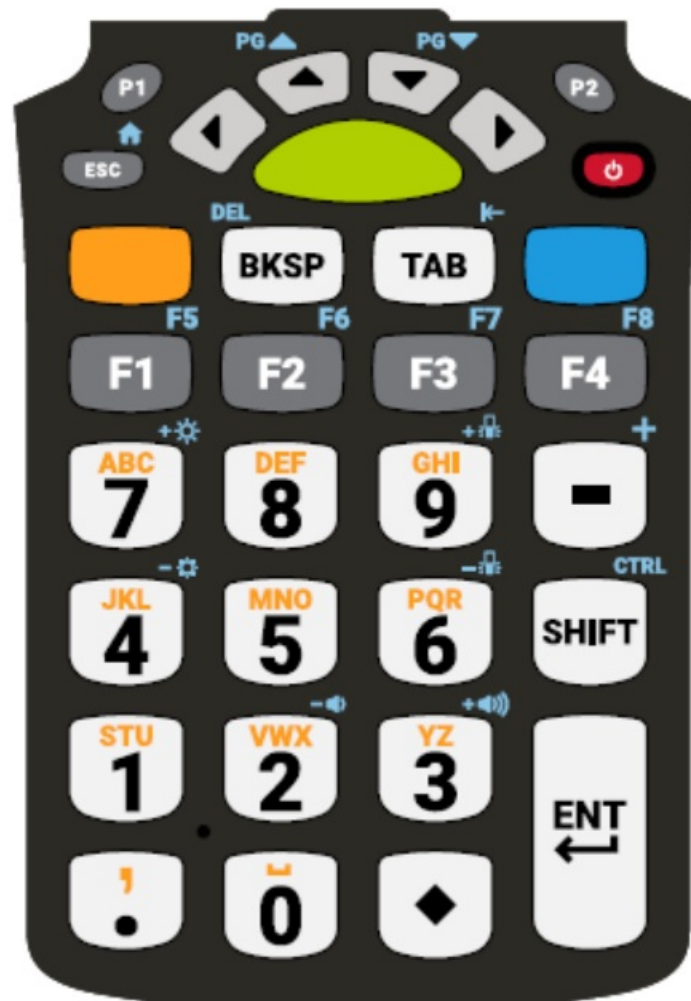 PG PG
P1 P2
ESC
DEL
BKSP TAB
F5 F6 F7 F8
F1 F2 F3 F4
+ + +
ABC DEF GHI
7 8 9 -
- - CTRL
JKL MNO PQR
4 5 6 SHIFT
- +
STU VWX YZ
1 2 3
ENT
,
. 0